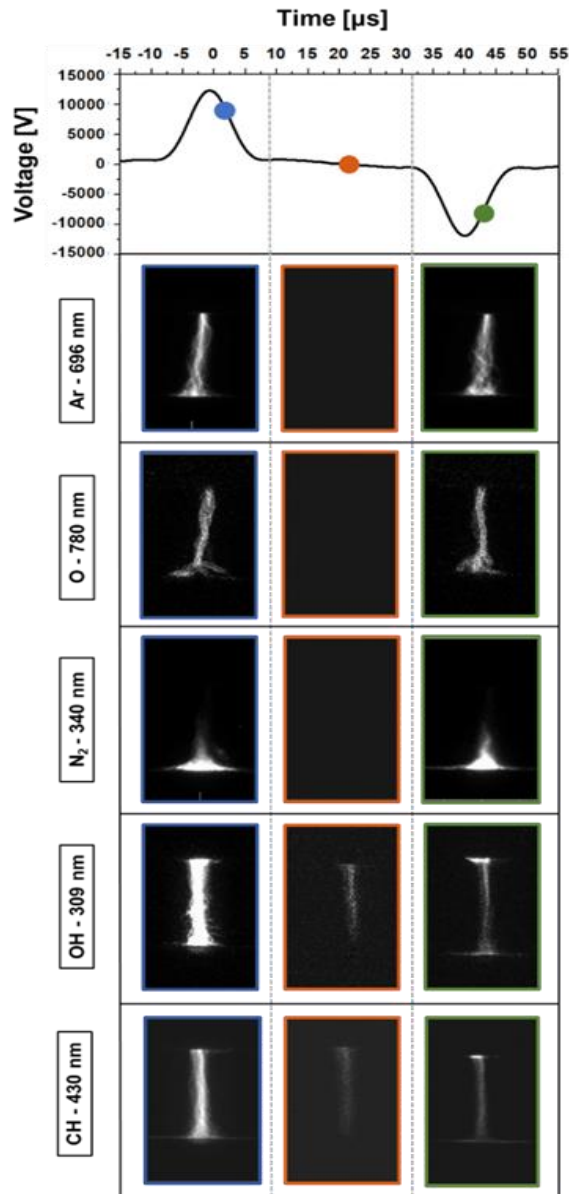 Time [µs]
-15 -10 -5 0 5 10 15 20 25 30 35 40 45 50 55
Voltage [V]
15000
10000
5000
0
-5000
-10000
-15000
Ar - 696 nm
O - 780 nm
N₂ - 340 nm
OH - 309 nm
CH - 430 nm